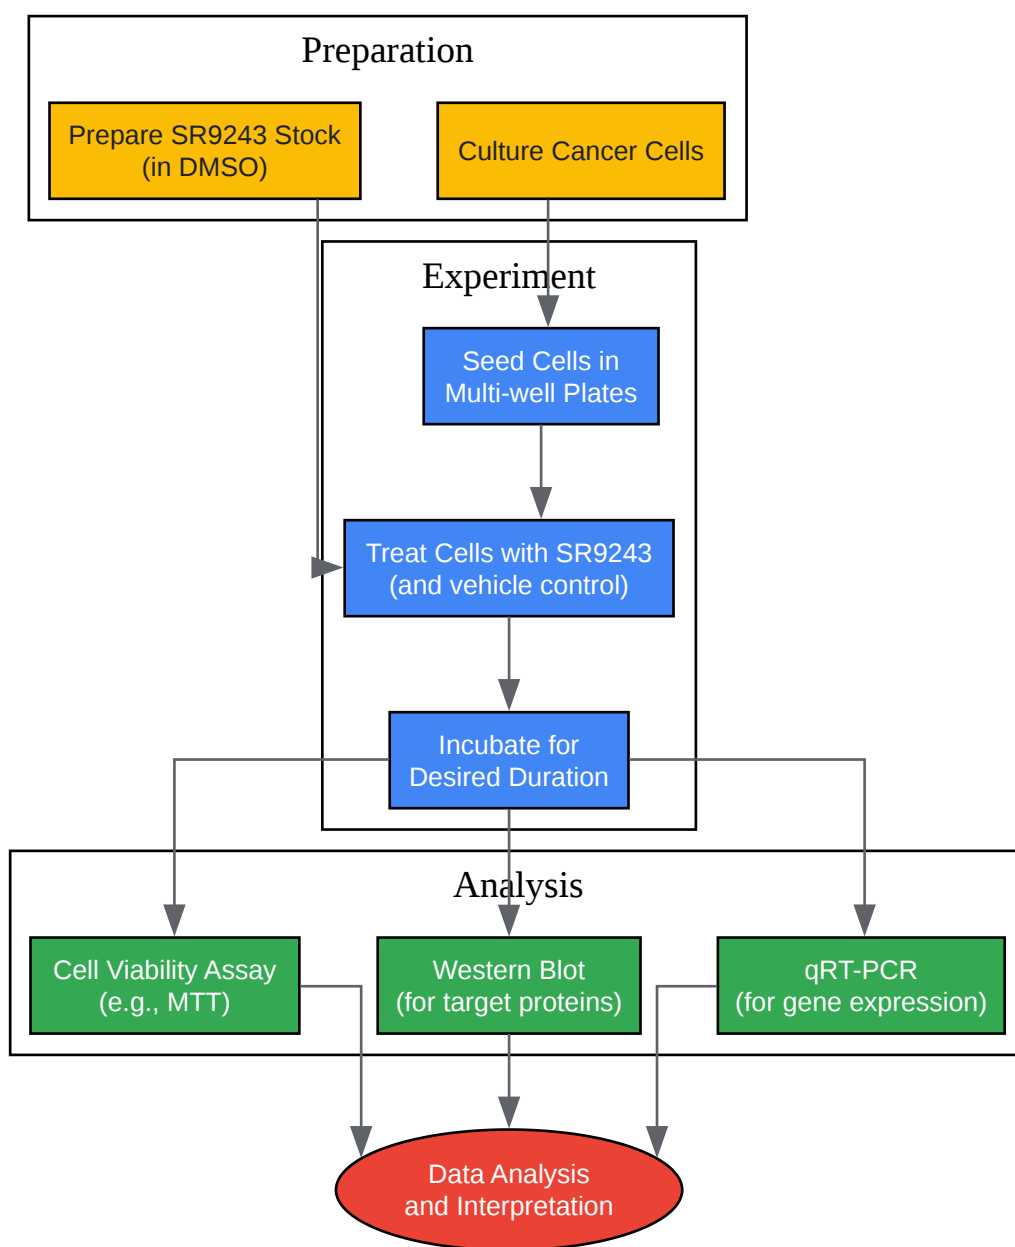 Preparation
Prepare SR9243 Stock
(in DMSO)
Culture Cancer Cells
Experiment
Seed Cells in
Multi-well Plates
Treat Cells with SR9243
(and vehicle control)
Incubate for
Desired Duration
Analysis
Cell Viability Assay
(e.g., MTT)
Western Blot
(for target proteins)
qRT-PCR
(for gene expression)
Data Analysis
and Interpretation